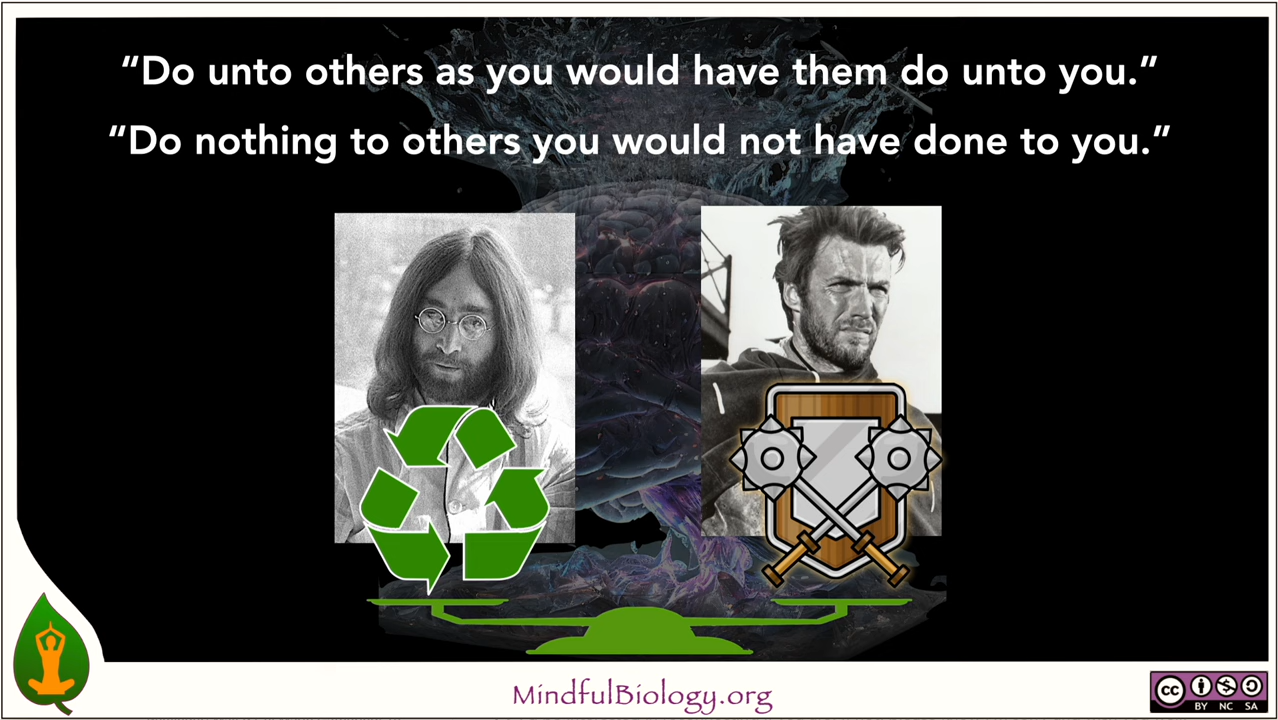 “Do unto others as you would have them do unto you.”
“Do nothing to others you would not have done to you.”
MindfulBiology.org
cc
BY NC SA